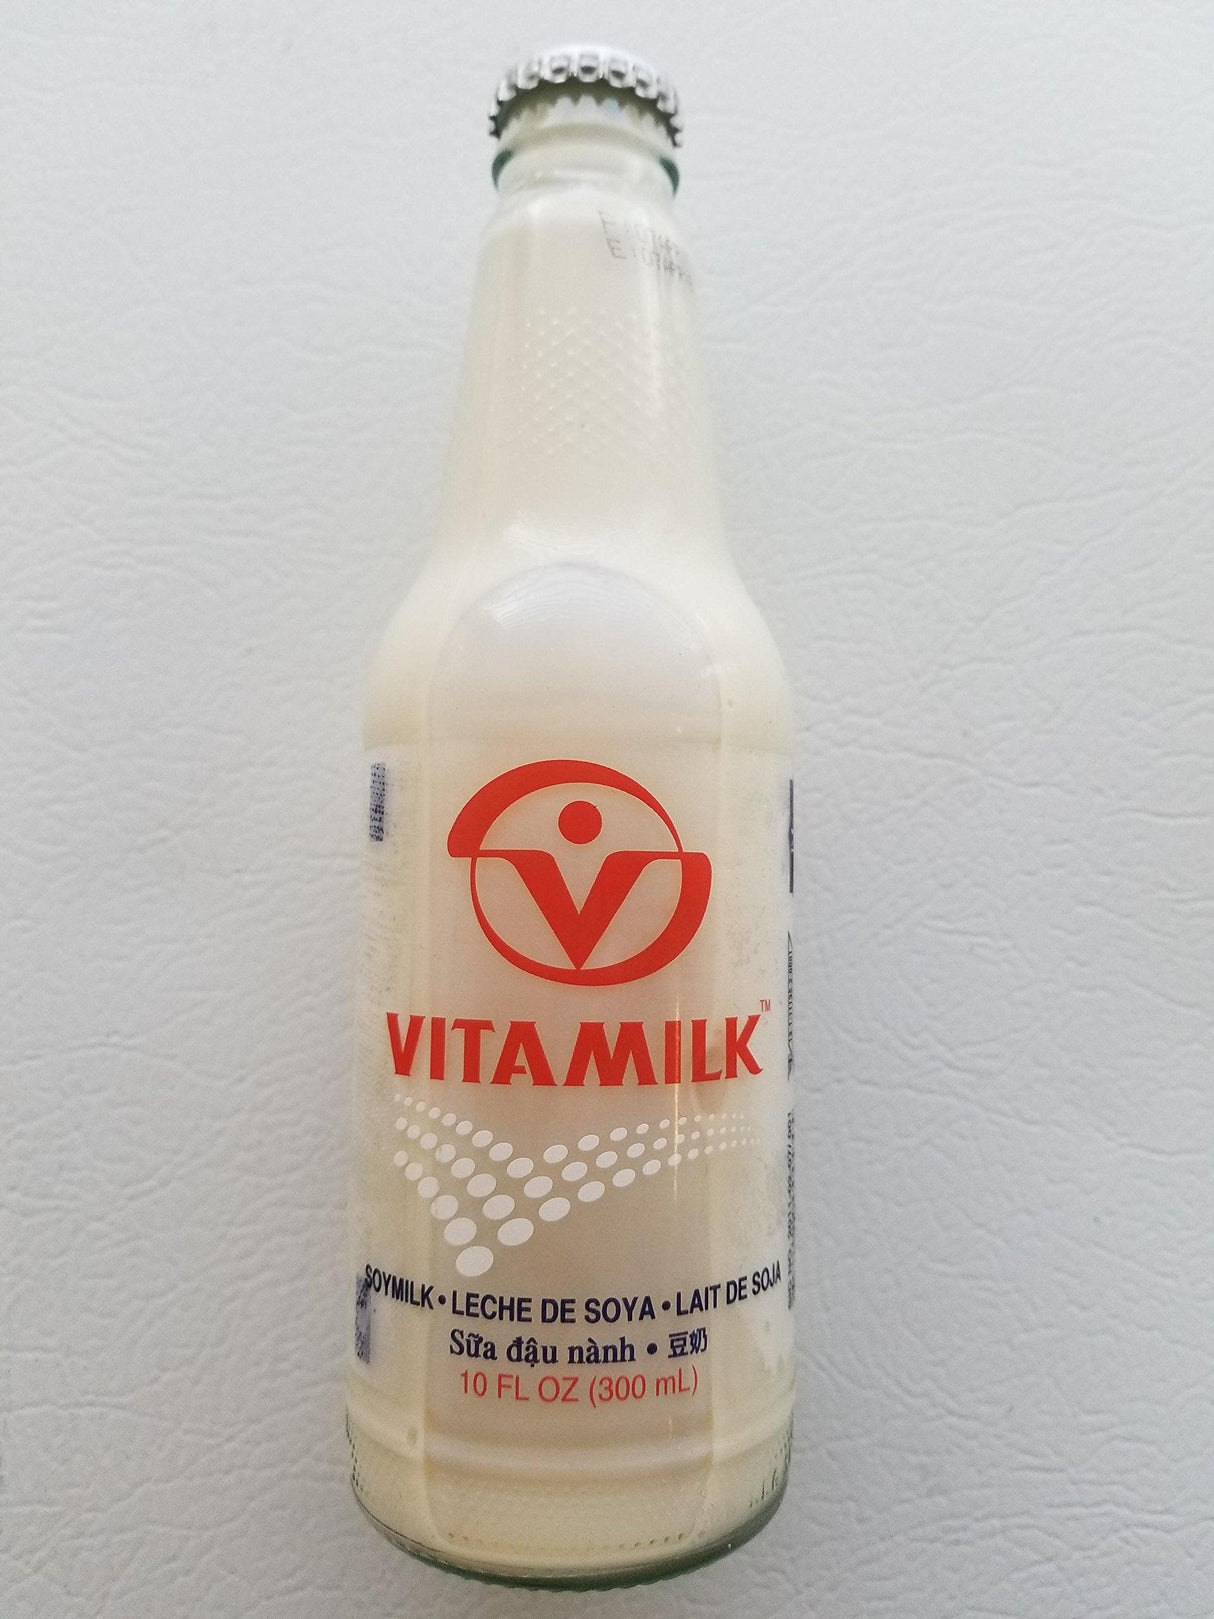 VITAMILK™
SOYMILK • LECHE DE SOYA • LAIT DE SOJA
Sữa đậu nành • 豆奶
10 FL OZ (300 mL)